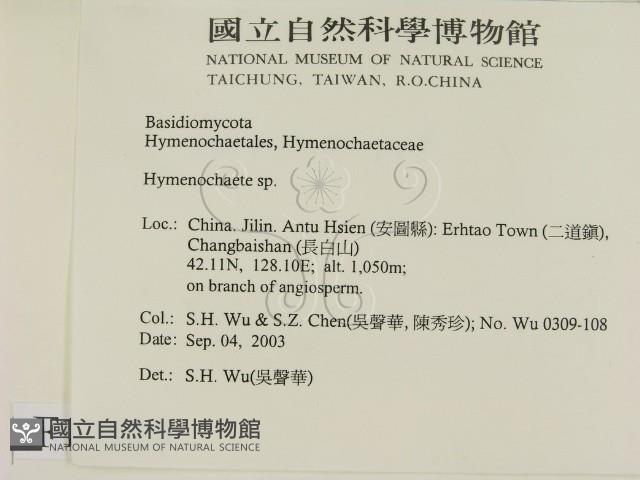 國立自然科學博物館
NATIONAL MUSEUM OF NATURAL SCIENCE
TAICHUNG, TAIWAN, R.O.CHINA
Basidiomycota
Hymenochaetales, Hymenochaetaceae
Hymenochaete sp.
Loc.: China. Jilin. Antu Hsien (安圖縣): Erhtao Town (二道鎮),
Changbaishan (長白山)
42.11N, 128.10E; alt. 1,050m;
on branch of angiosperm.
Col.: S.H. Wu & S.Z. Chen(吳聲華, 陳秀珍); No. Wu 0309-108
Date: Sep. 04, 2003
Det.: S.H. Wu(吳聲華)
國立自然科學博物館
NATIONAL MUSEUM OF NATURAL SCIENCE